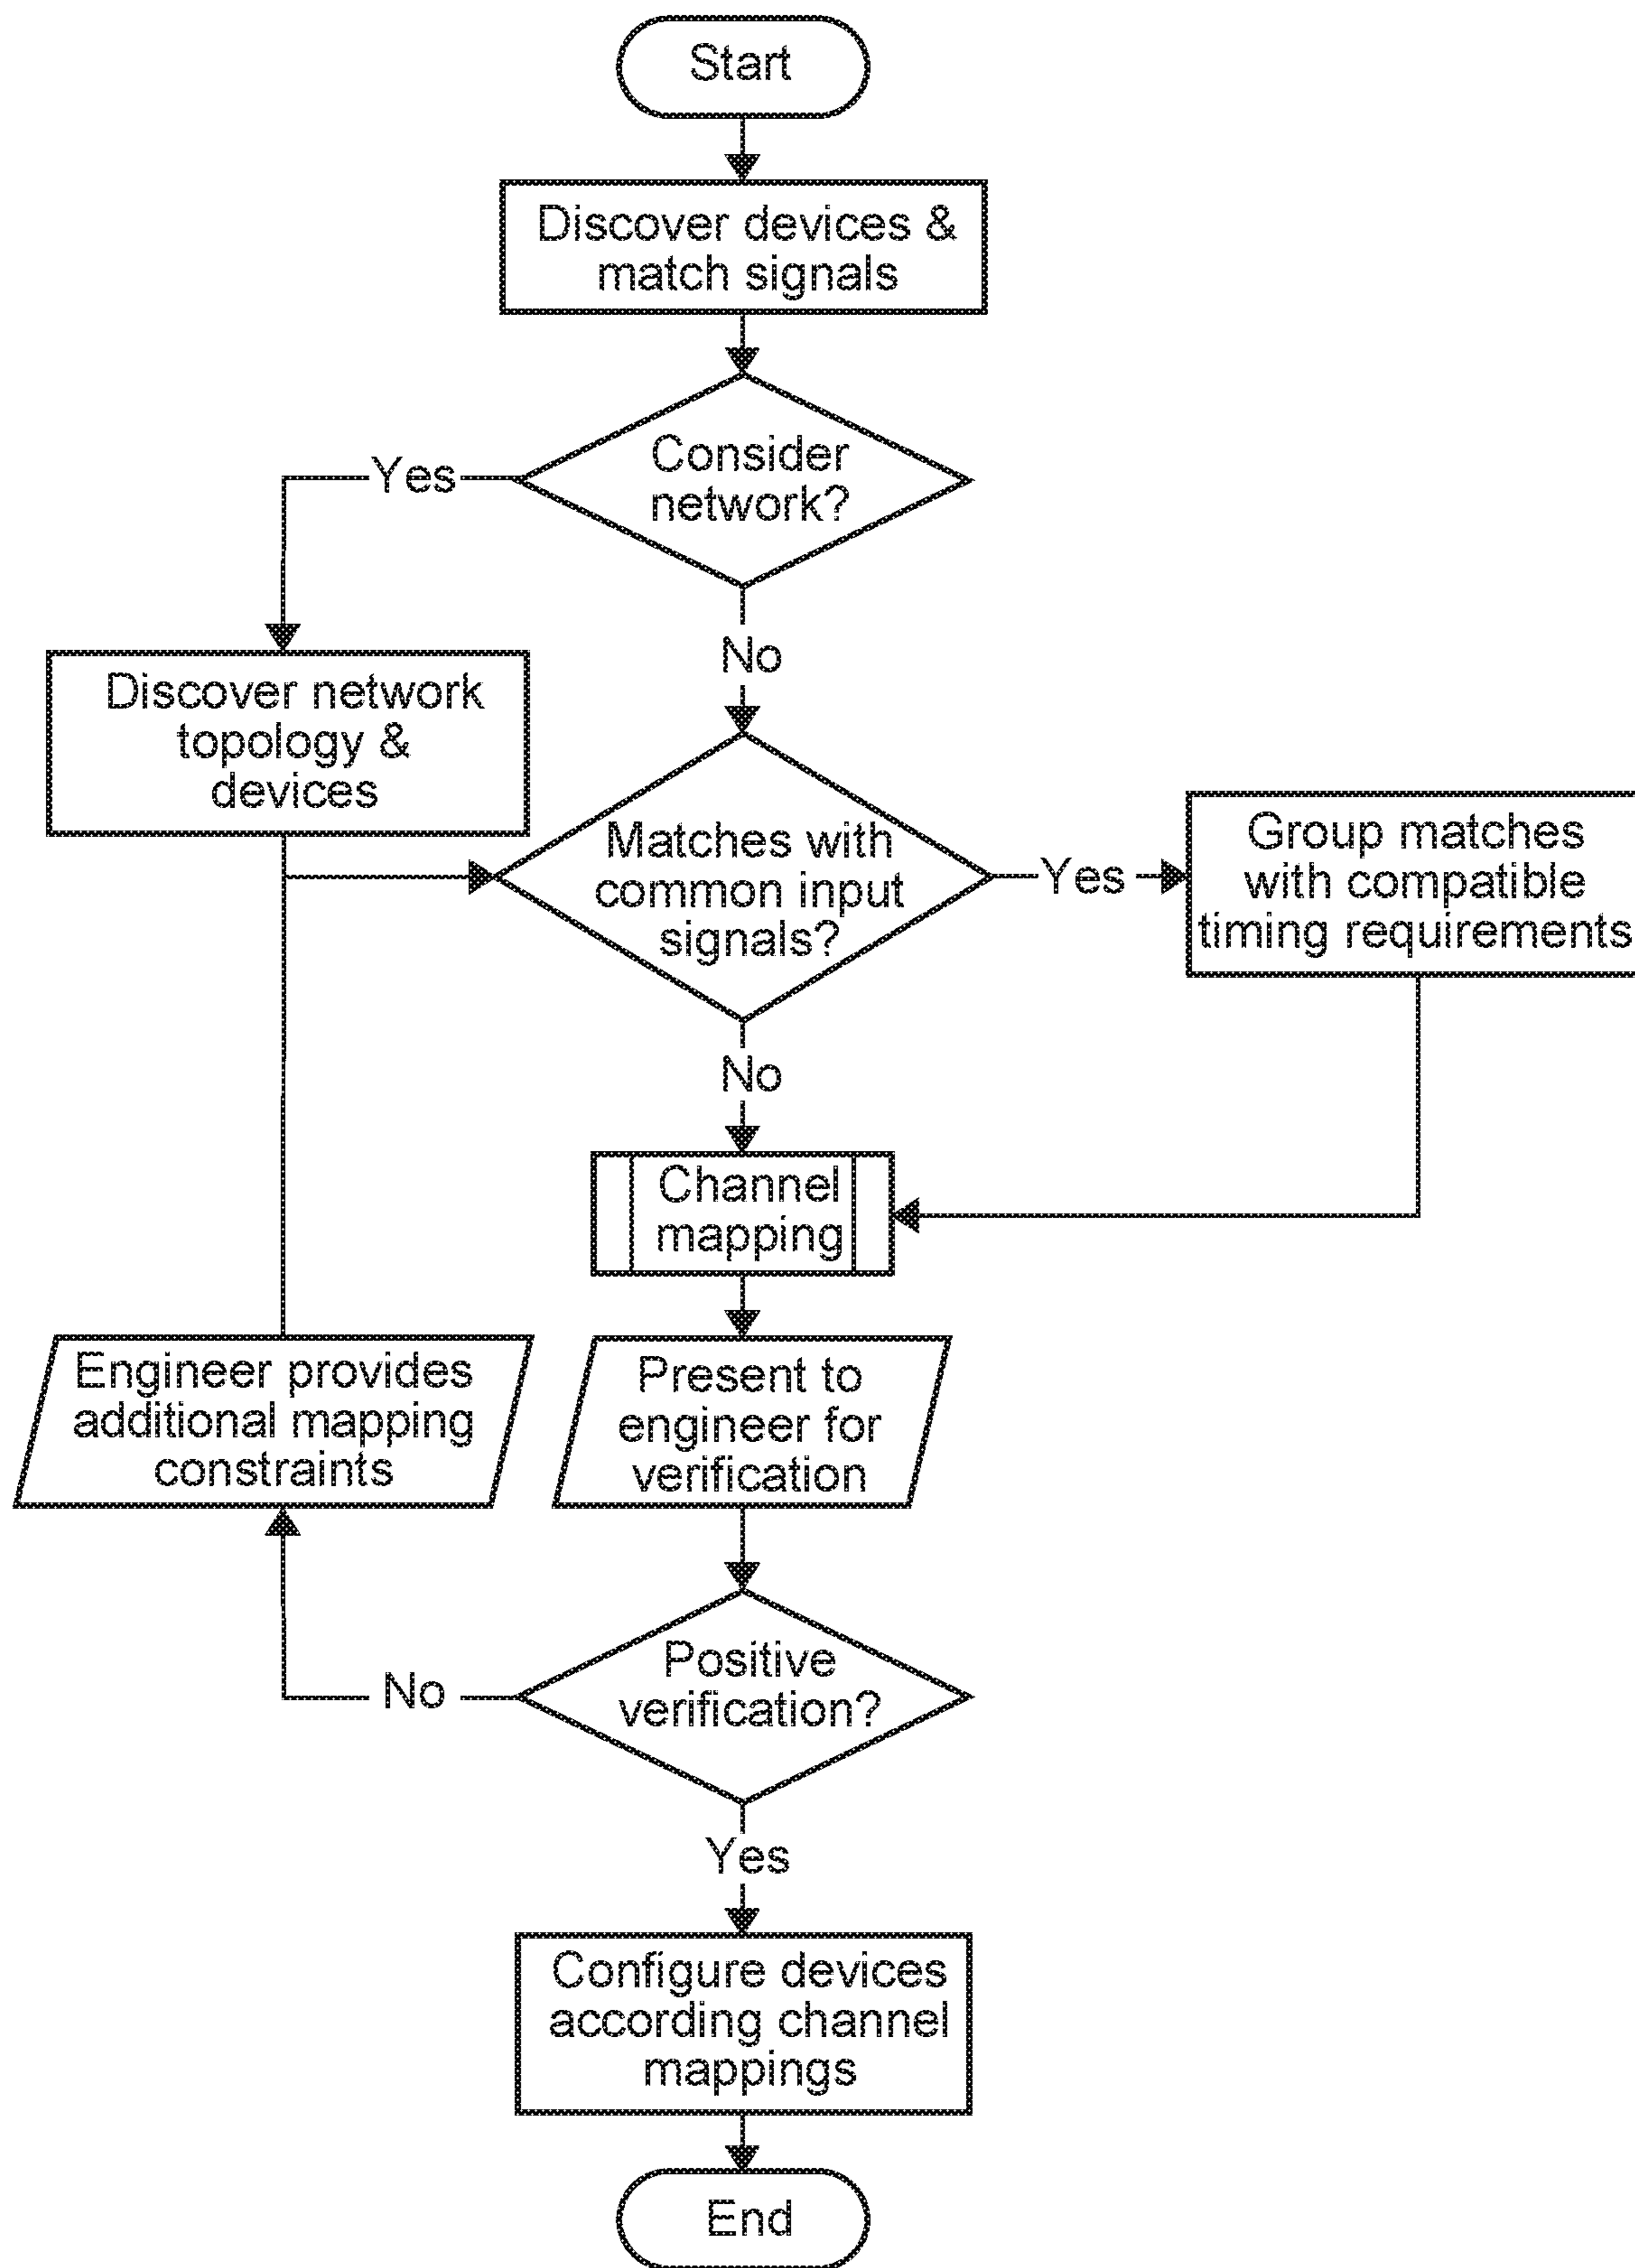 Start
Discover devices &
match signals
Consider
network?
Yes
No
Discover network
topology &
devices
Matches with
common input
signals?
Yes
Group matches
with compatible
timing requirements
No
Channel
mapping
Engineer provides
additional mapping
constraints
Present to
engineer for
verification
Positive
verification?
No
Yes
Configure devices
according channel
mappings
End